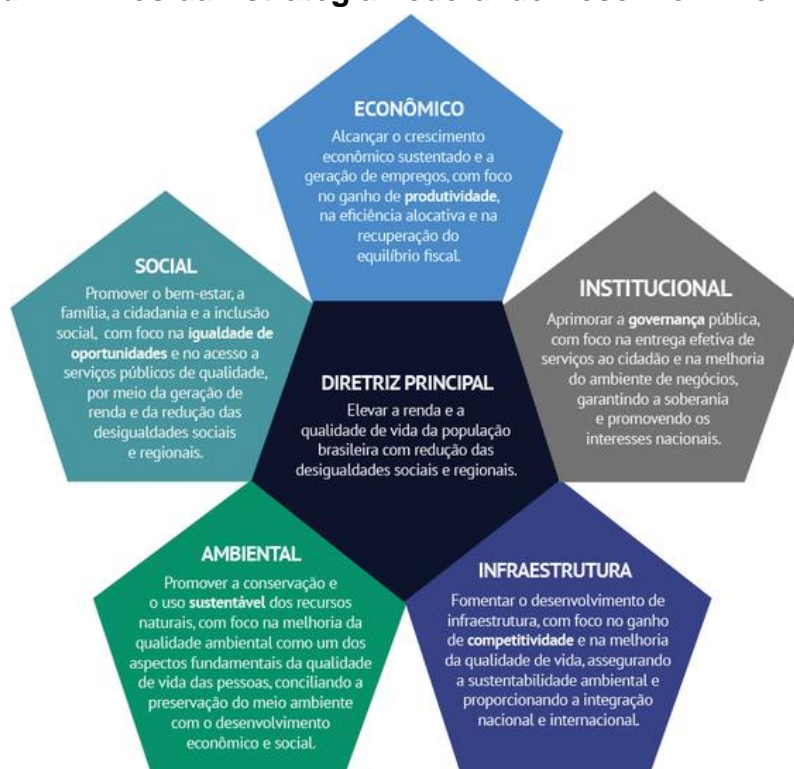 ECONÔMICO
Alcançar o crescimento
econômico sustentado e a
geração de empregos, com foco
no ganho de produtividade,
na eficiência alocativa e na
recuperação do
equilíbrio fiscal.
SOCIAL
Promover o bem-estar, a
família, a cidadania e a inclusão
social, com foco na igualdade de
oportunidades e no acesso a
serviços públicos de qualidade,
por meio da geração de
renda e da redução das
desigualdades sociais
e regionais.
INSTITUCIONAL
Aprimorar a governança pública,
com foco na entrega efetiva de
serviços ao cidadão e na melhoria
do ambiente de negócios,
garantindo a soberania
e promovendo os
interesses nacionais.
DIRETRIZ PRINCIPAL
Elevar a renda e a
qualidade de vida da população
brasileira com redução das
desigualdades sociais e regionais.
AMBIENTAL
Promover a conservação e
o uso sustentável dos recursos
naturais, com foco na melhoria da
qualidade ambiental como um dos
aspectos fundamentais da qualidade
de vida das pessoas, conciliando a
preservação do meio ambiente
com o desenvolvimento
econômico e social.
INFRAESTRUTURA
Fomentar o desenvolvimento de
infraestrutura, com foco no ganho
de competitividade e na melhoria
da qualidade de vida, assegurando
a sustentabilidade ambiental e
proporcionando a integração
nacional e internacional.